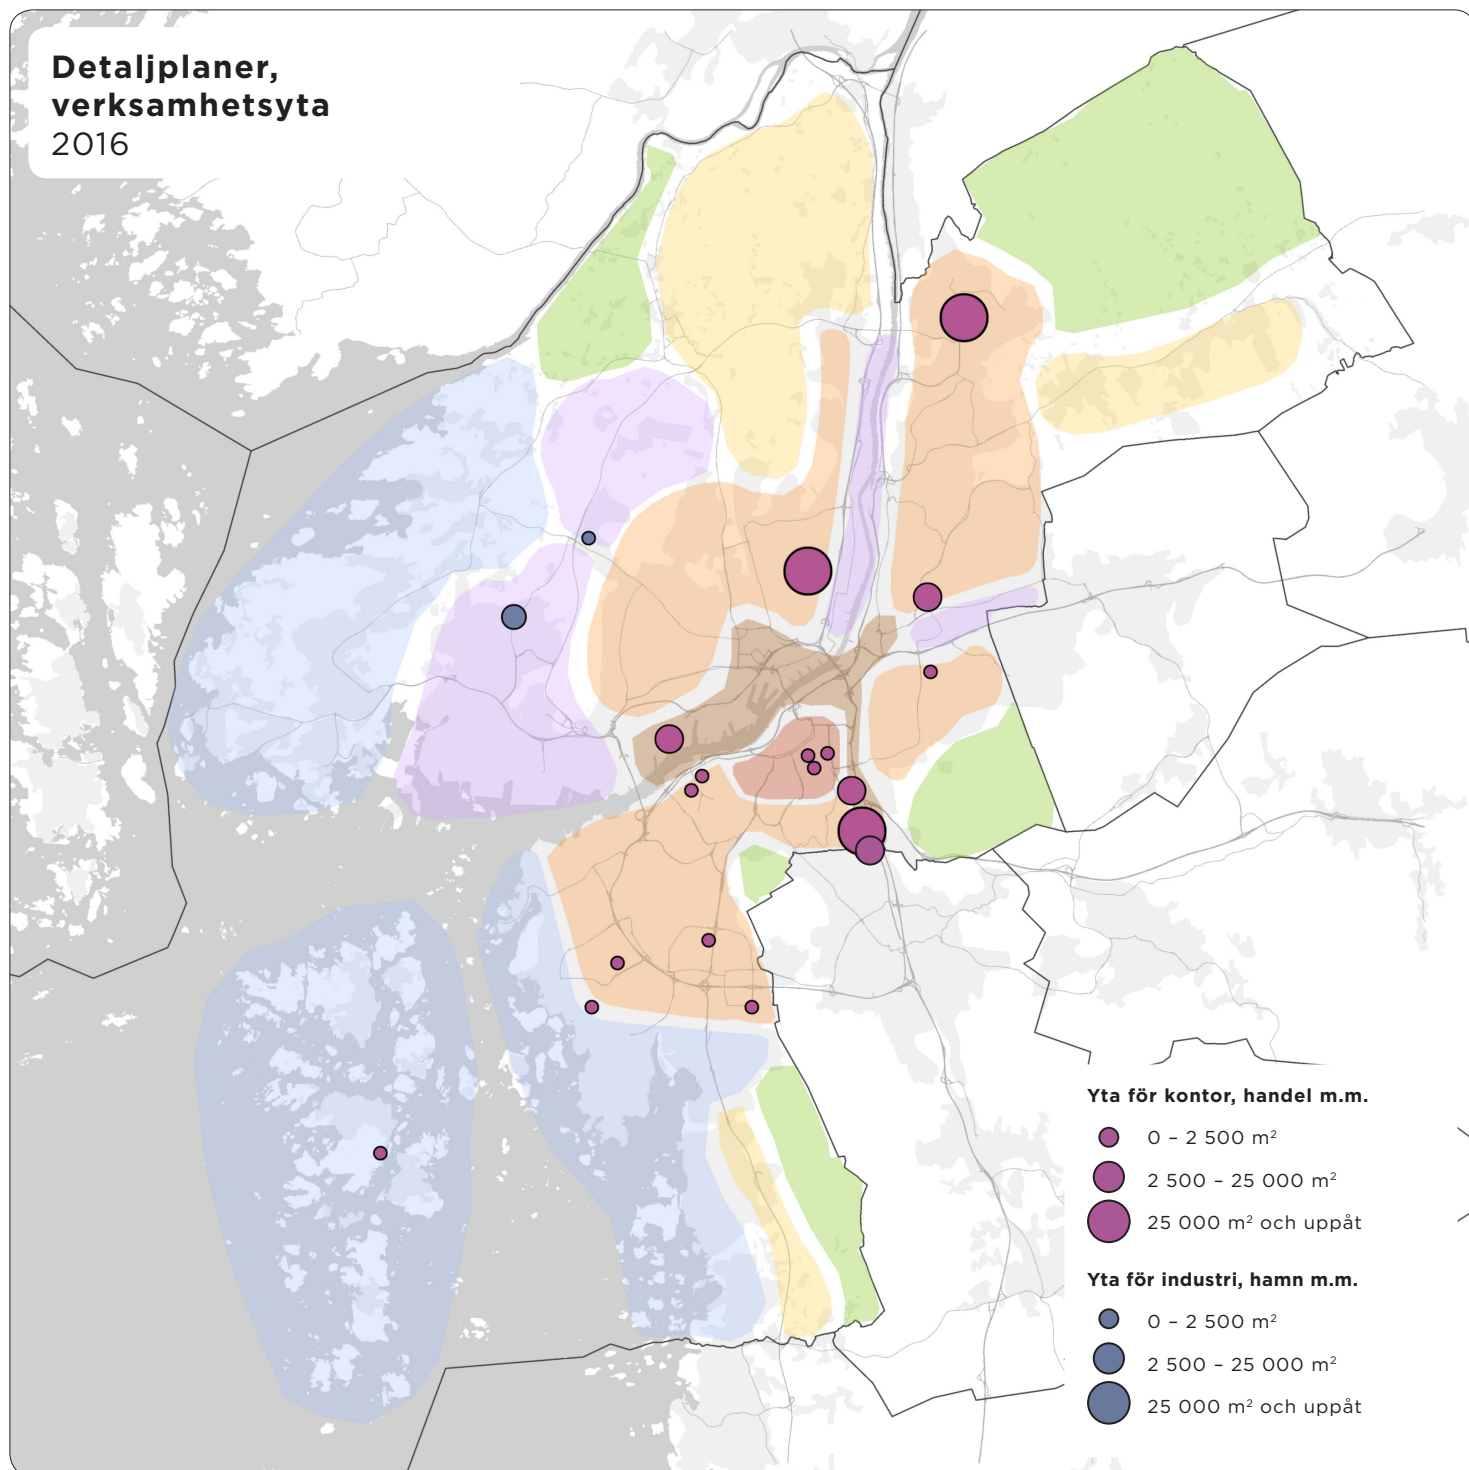 Detaljplaner,
verksamhetsyta
2016
Yta för kontor, handel m.m.
0 – 2 500 m²
2 500 – 25 000 m²
25 000 m² och uppåt
Yta för industri, hamn m.m.
0 – 2 500 m²
2 500 – 25 000 m²
25 000 m² och uppåt